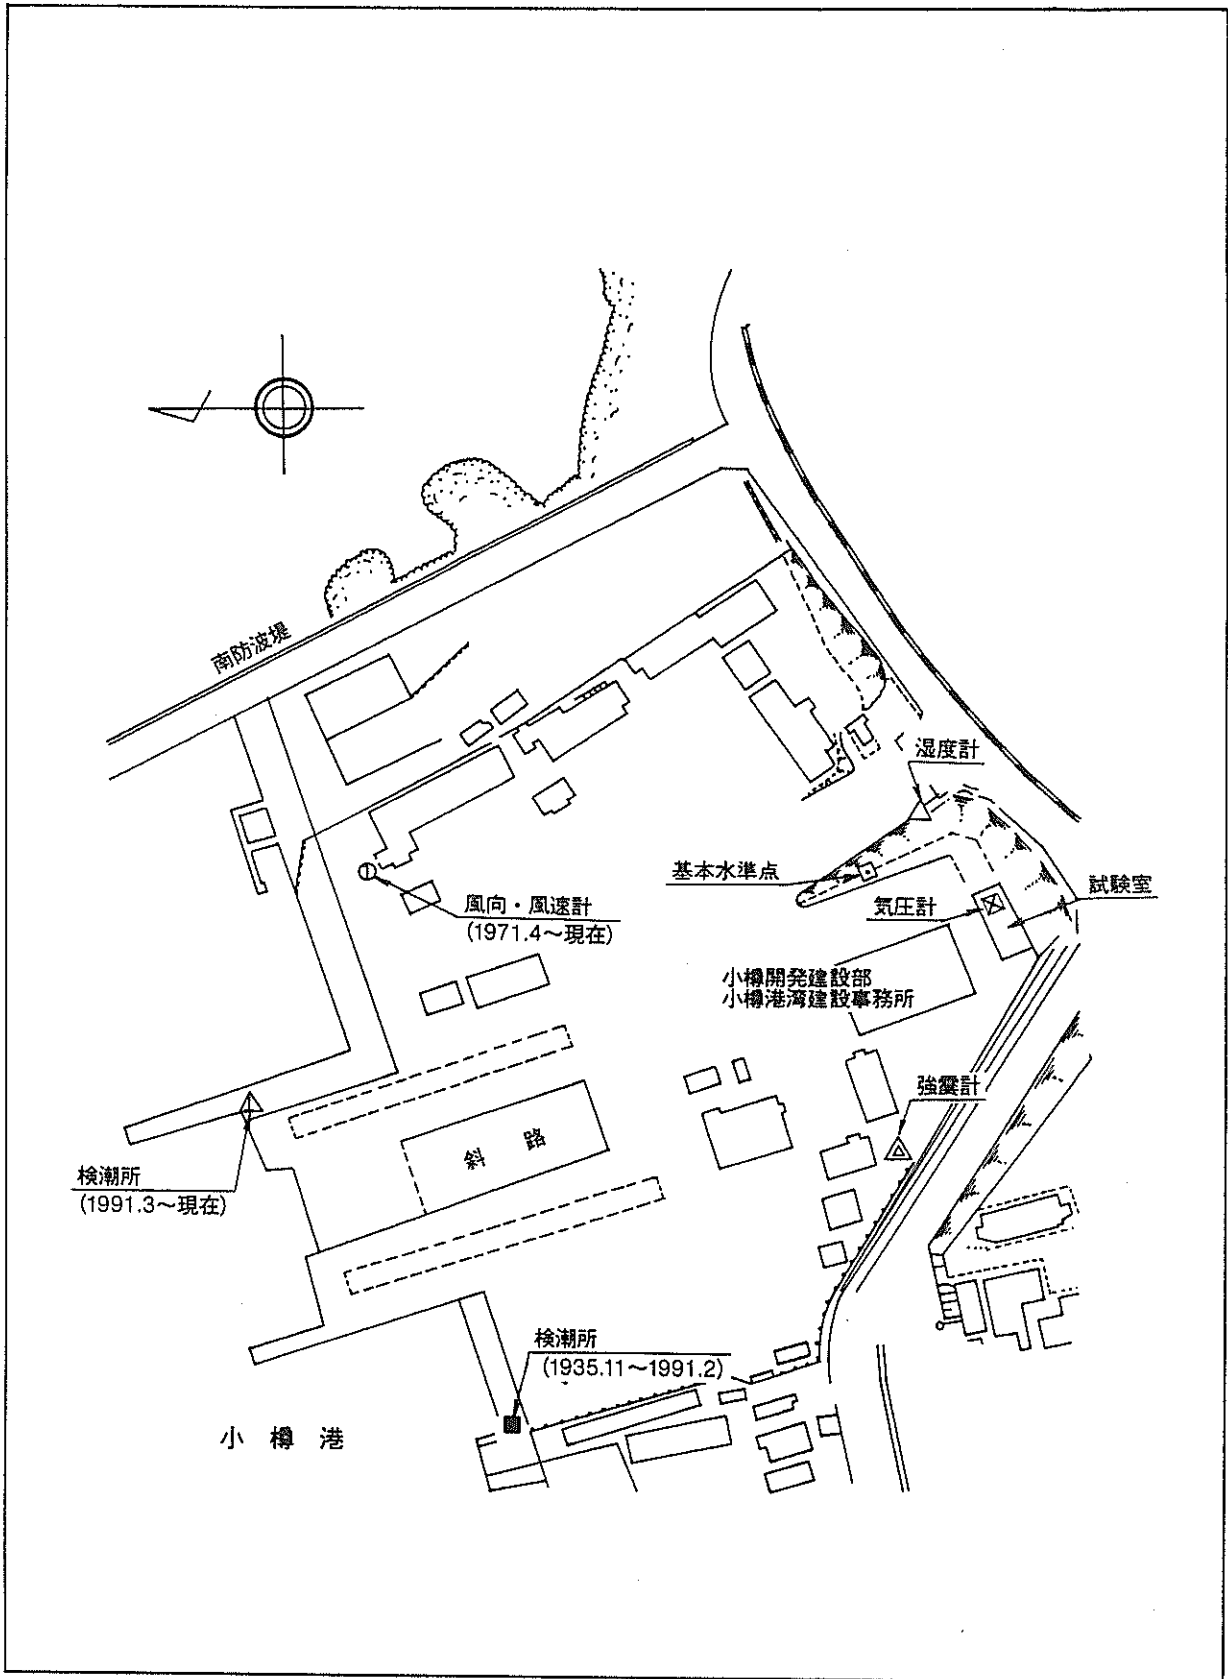 南防波堤
湿度計
基本水準点
試験室
気圧計
風向・風速計
(1971.4～現在)
小樽開発建設部
小樽港湾建設事務所
強震計
斜 路
検潮所
(1991.3～現在)
検潮所
(1935.11～1991.2)
小 樽 港